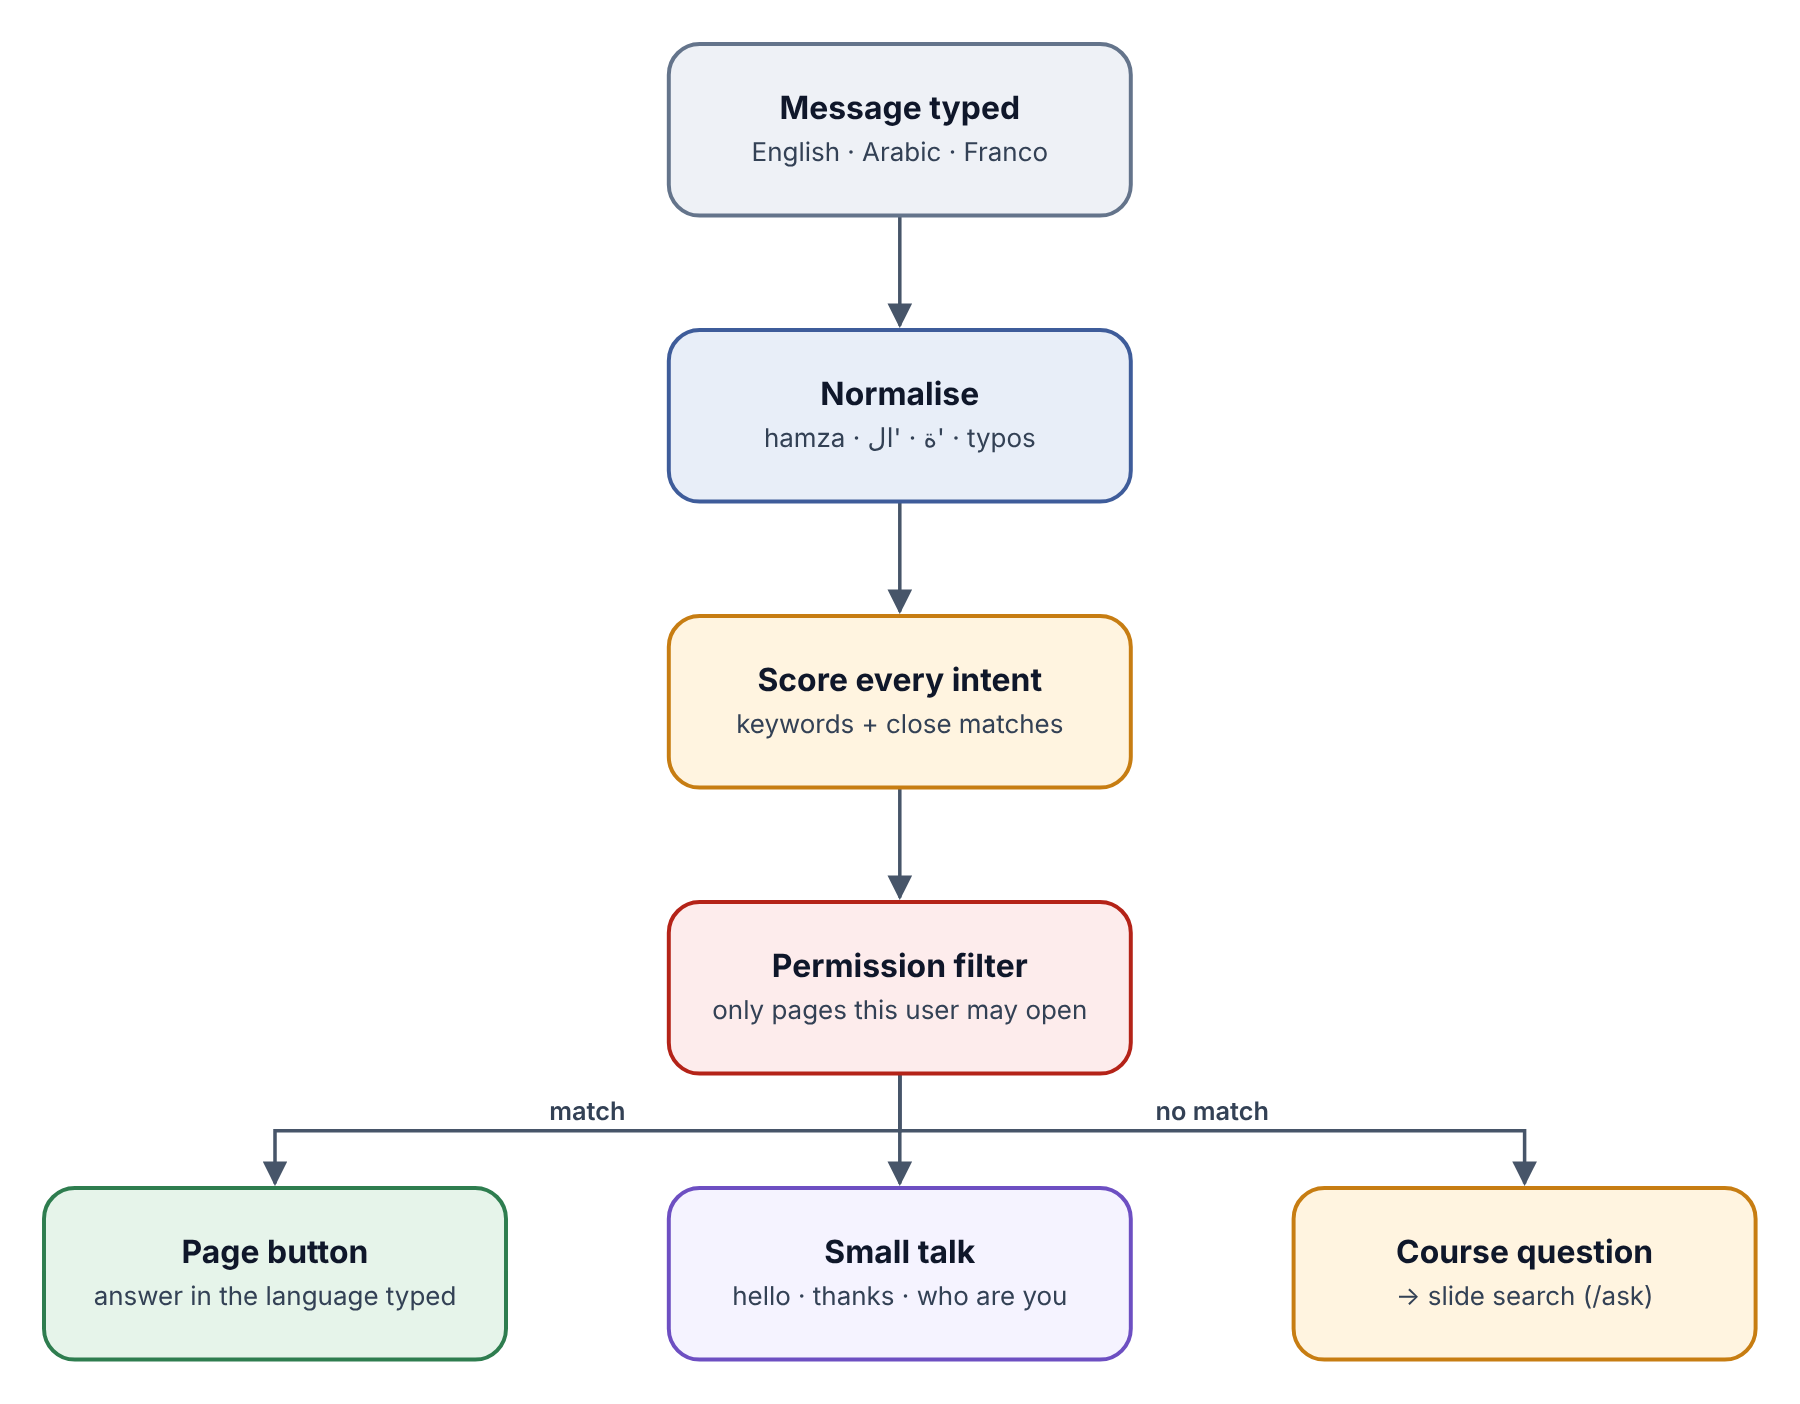 Message typed
English · Arabic · Franco
Normalise
hamza · ال' · ة' · typos
Score every intent
keywords + close matches
Permission filter
only pages this user may open
match
no match
Page button
answer in the language typed
Small talk
hello · thanks · who are you
Course question
→ slide search (/ask)